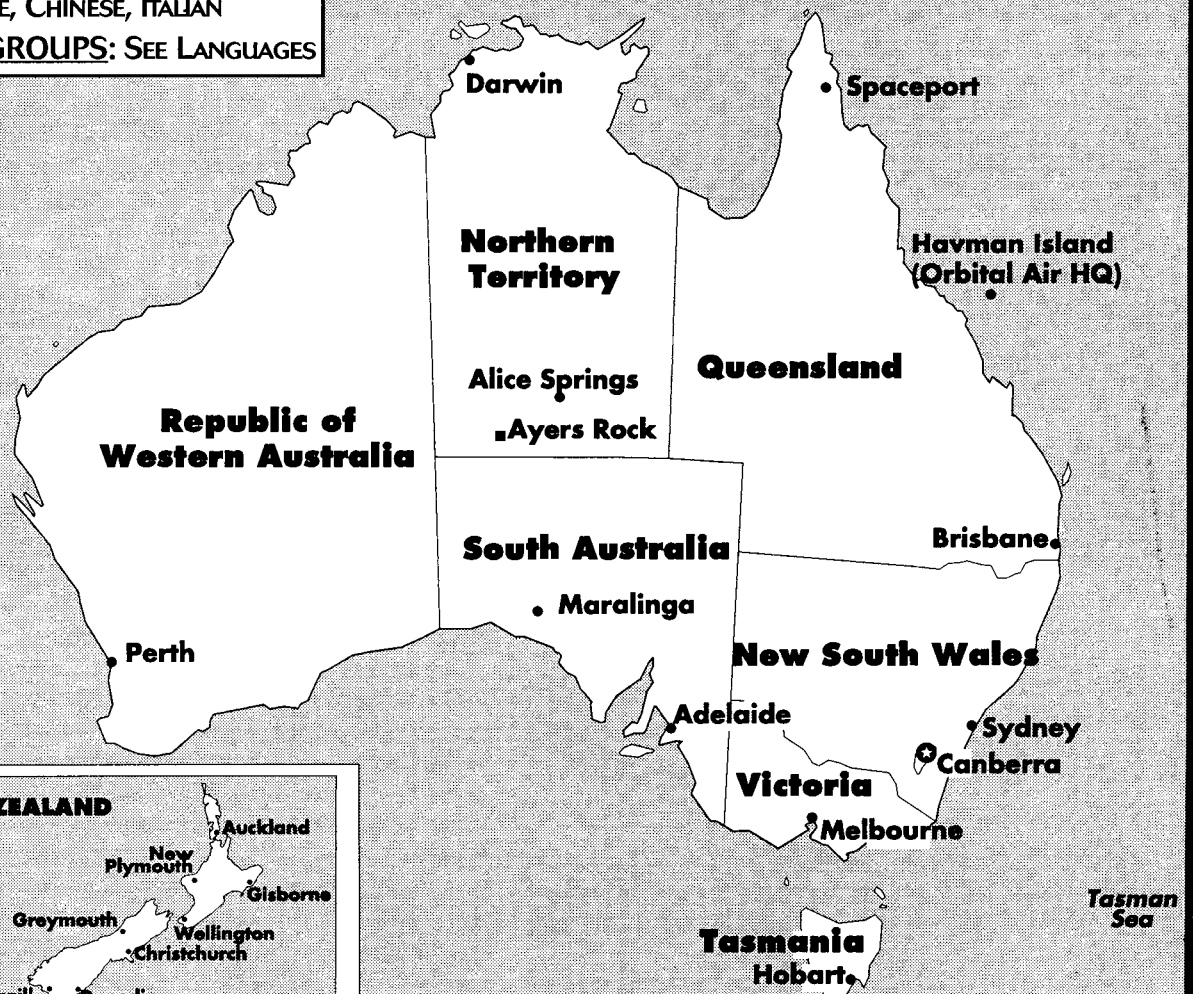 CHINESE, ITALIAN
GROUPS: SEE LANGUAGES
Darwin
Spaceport
Northern
Territory
Havman Island
(Orbital Air HQ)
Alice Springs
Queensland
Ayers Rock
Republic of
Western Australia
South Australia
Brisbane
Maralinga
Perth
New South Wales
Adelaide
Sydney
Canberra
Victoria
Melbourne
ZEALAND
Auckland
New
Plymouth
Gisborne
Greymouth
Wellington
Christchurch
Tasman
Sea
Tasmania
Hobart